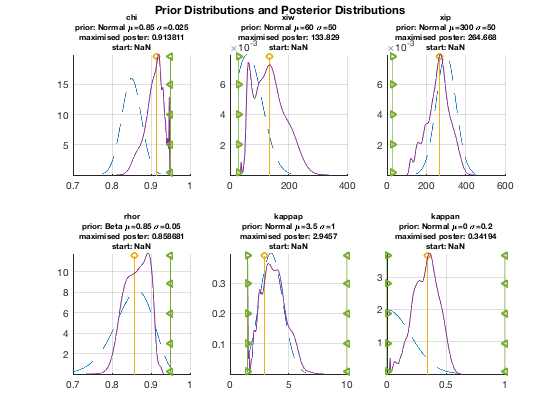 Prior Distributions and Posterior Distributions
chi
prior: Normal μ=0.85 σ=0.025
maximised poster: 0.913811
start: NaN
5
10
15
0.7
0.8
0.9
1
xiw
prior: Normal μ=60 σ=50
maximised poster: 133.829
×10^-3 start: NaN
0
2
4
6
0
200
400
xip
prior: Normal μ=300 σ=50
maximised poster: 264.668
×10^-3 start: NaN
0
2
4
6
0
200
400
600
rhor
prior: Beta μ=0.85 σ=0.05
maximised poster: 0.858681
start: NaN
2
4
6
8
10
0.7
0.8
0.9
1
kappap
prior: Normal μ=3.5 σ=1
maximised poster: 2.9457
start: NaN
0.1
0.2
0.3
0
5
10
kappan
prior: Normal μ=0 σ=0.2
maximised poster: 0.34194
start: NaN
1
2
3
0
0.5
1